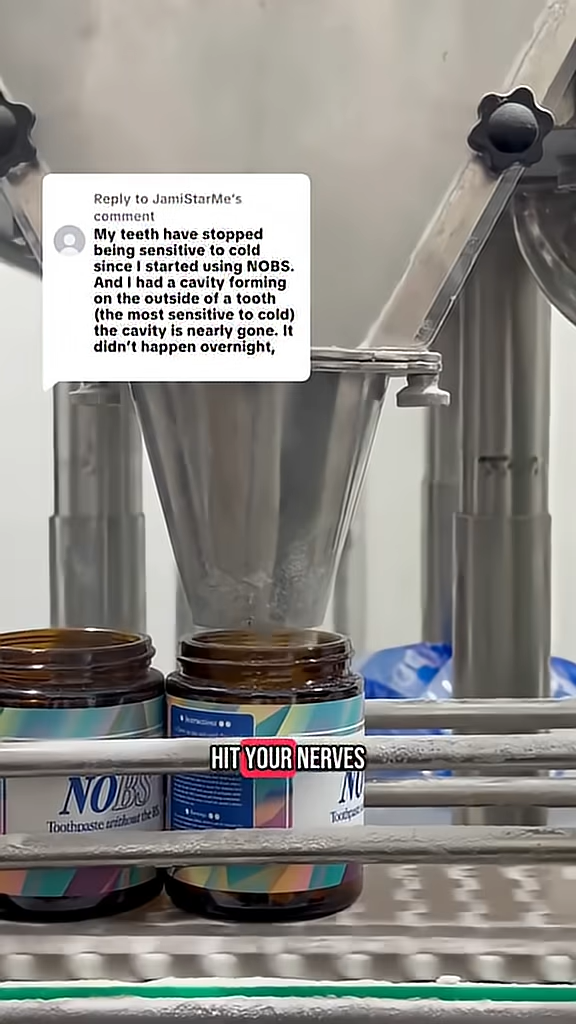 Reply to JamiStarMe's
comment
My teeth have stopped
being sensitive to cold
since I started using NOBS.
And I had a cavity forming
on the outside of a tooth
(the most sensitive to cold)
the cavity is nearly gone. It
didn't happen overnight,
Instructions
HIT YOUR NERVES
NOBS
Toothpaste without the BS
NO
Tooth